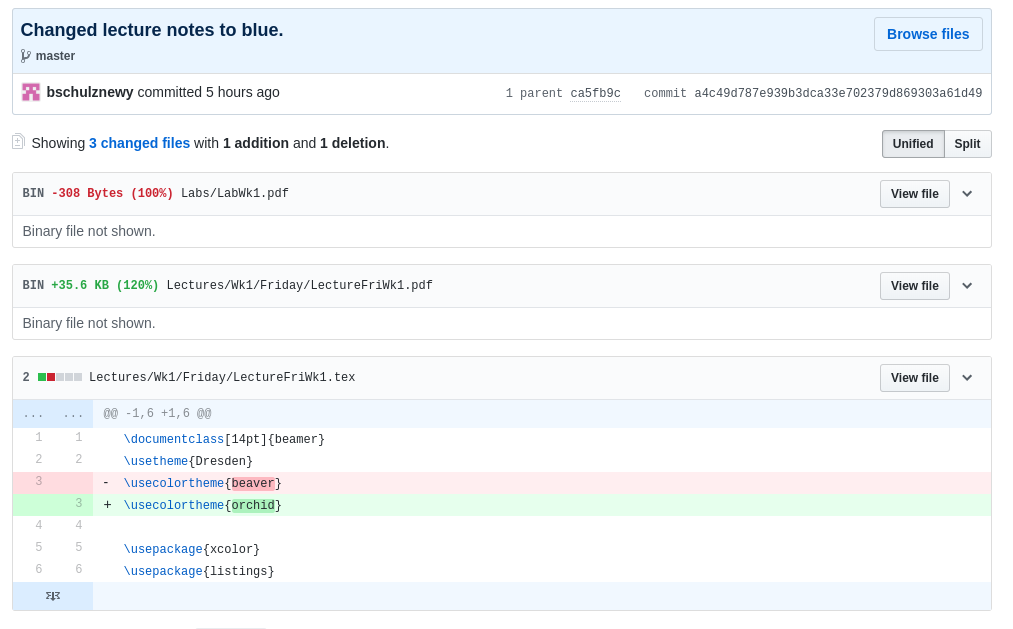 Changed lecture notes to blue.
Browse files
master
bschulznewy committed 5 hours ago
1 parent ca5fb9c commit a4c49d787e939b3dca33e702379d869303a61d49
Showing 3 changed files with 1 addition and 1 deletion.
Unified Split
BIN -308 Bytes (100%) Labs/LabWk1.pdf
View file
Binary file not shown.
BIN +35.6 KB (120%) Lectures/Wk1/Friday/LectureFriWk1.pdf
View file
Binary file not shown.
2 Lectures/Wk1/Friday/LectureFriWk1.tex
View file
... ... @@ -1,6 +1,6 @@
1 1 \documentclass[14pt]{beamer}
2 2 \usetheme{Dresden}
3 - \usecolortheme{beaver}
3 + \usecolortheme{orchid}
4 4
5 5 \usepackage{xcolor}
6 6 \usepackage{listings}